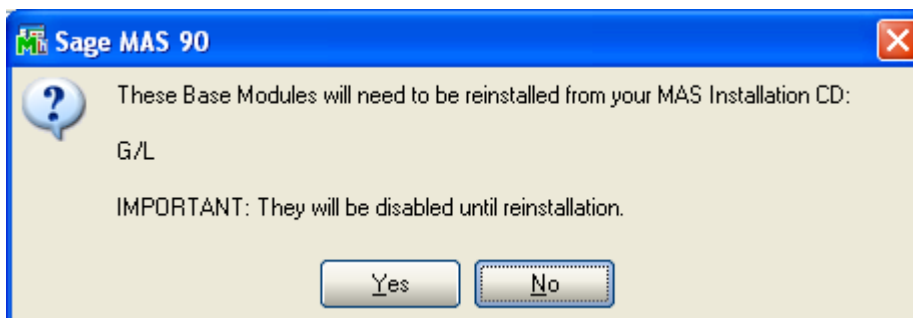 Sage MAS 90
These Base Modules will need to be reinstalled from your MAS Installation CD:
G/L
IMPORTANT: They will be disabled until reinstallation.
Yes No